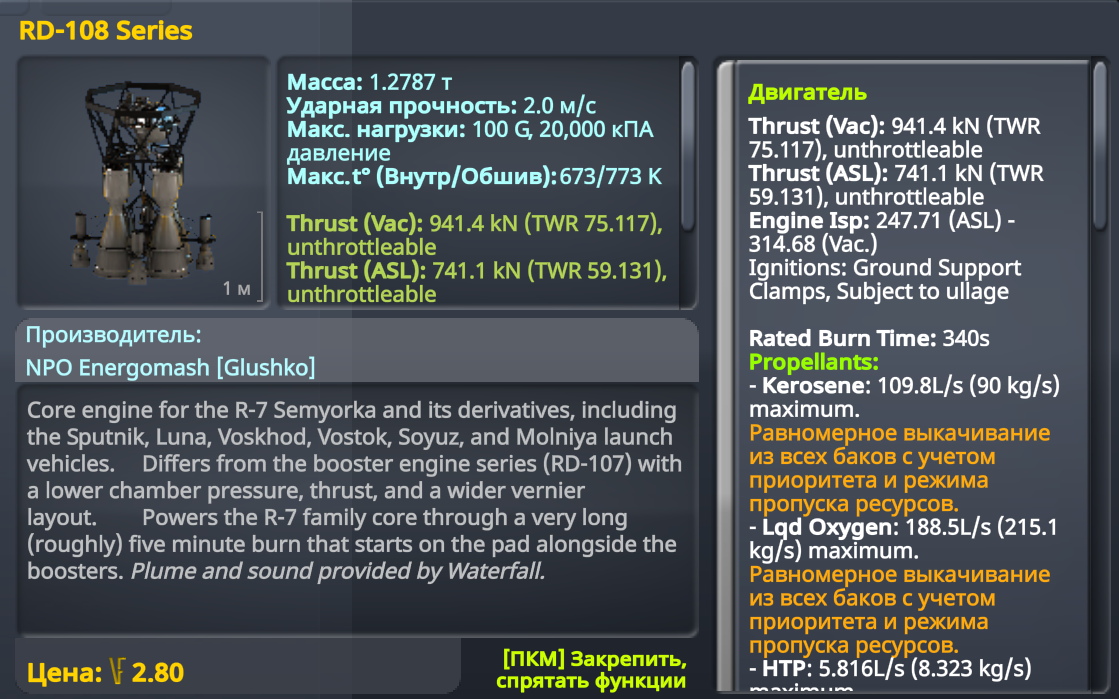 RD-108 Series
1 м
Масса: 1.2787 т
Ударная прочность: 2.0 м/с
Макс. нагрузки: 100 G, 20,000 кПА
давление
Макс.t° (Внутр/Обшив):673/773 K
Thrust (Vac): 941.4 kN (TWR 75.117),
unthrottleable
Thrust (ASL): 741.1 kN (TWR 59.131),
unthrottleable
Производитель:
NPO Energomash [Glushko]
Core engine for the R-7 Semyorka and its derivatives, including
the Sputnik, Luna, Voskhod, Vostok, Soyuz, and Molniya launch
vehicles. Differs from the booster engine series (RD-107) with
a lower chamber pressure, thrust, and a wider vernier
layout. Powers the R-7 family core through a very long
(roughly) five minute burn that starts on the pad alongside the
boosters. Plume and sound provided by Waterfall.
Цена: 2.80
[ПКМ] Закрепить,
спрятать функции
Двигатель
Thrust (Vac): 941.4 kN (TWR
75.117), unthrottleable
Thrust (ASL): 741.1 kN (TWR
59.131), unthrottleable
Engine Isp: 247.71 (ASL) -
314.68 (Vac.)
Ignitions: Ground Support
Clamps, Subject to ullage
Rated Burn Time: 340s
Propellants:
- Kerosene: 109.8L/s (90 kg/s)
maximum.
Равномерное выкачивание
из всех баков с учетом
приоритета и режима
пропуска ресурсов.
- Lqd Oxygen: 188.5L/s (215.1
kg/s) maximum.
Равномерное выкачивание
из всех баков с учетом
приоритета и режима
пропуска ресурсов.
- HTP: 5.816L/s (8.323 kg/s)
maximum.